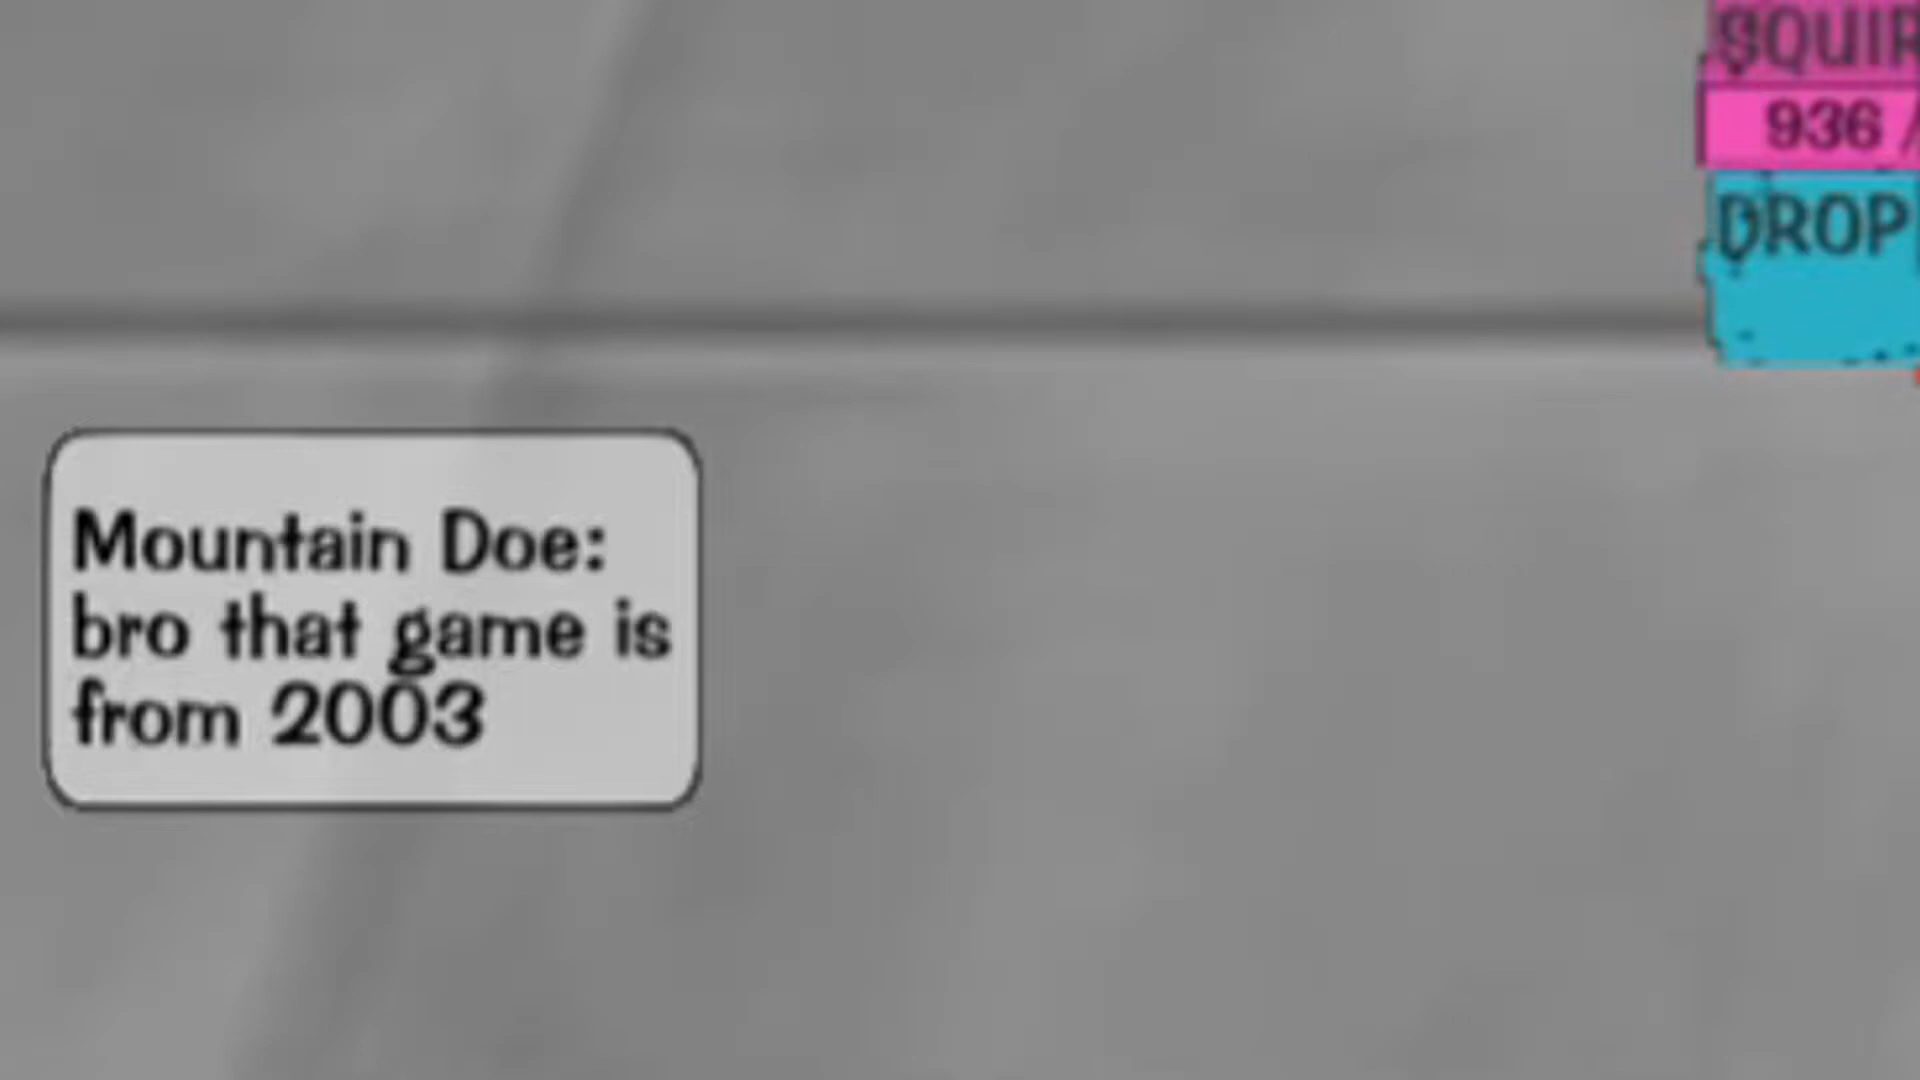 SQUIR
936 /
DROP
Mountain Doe:
bro that game is
from 2003